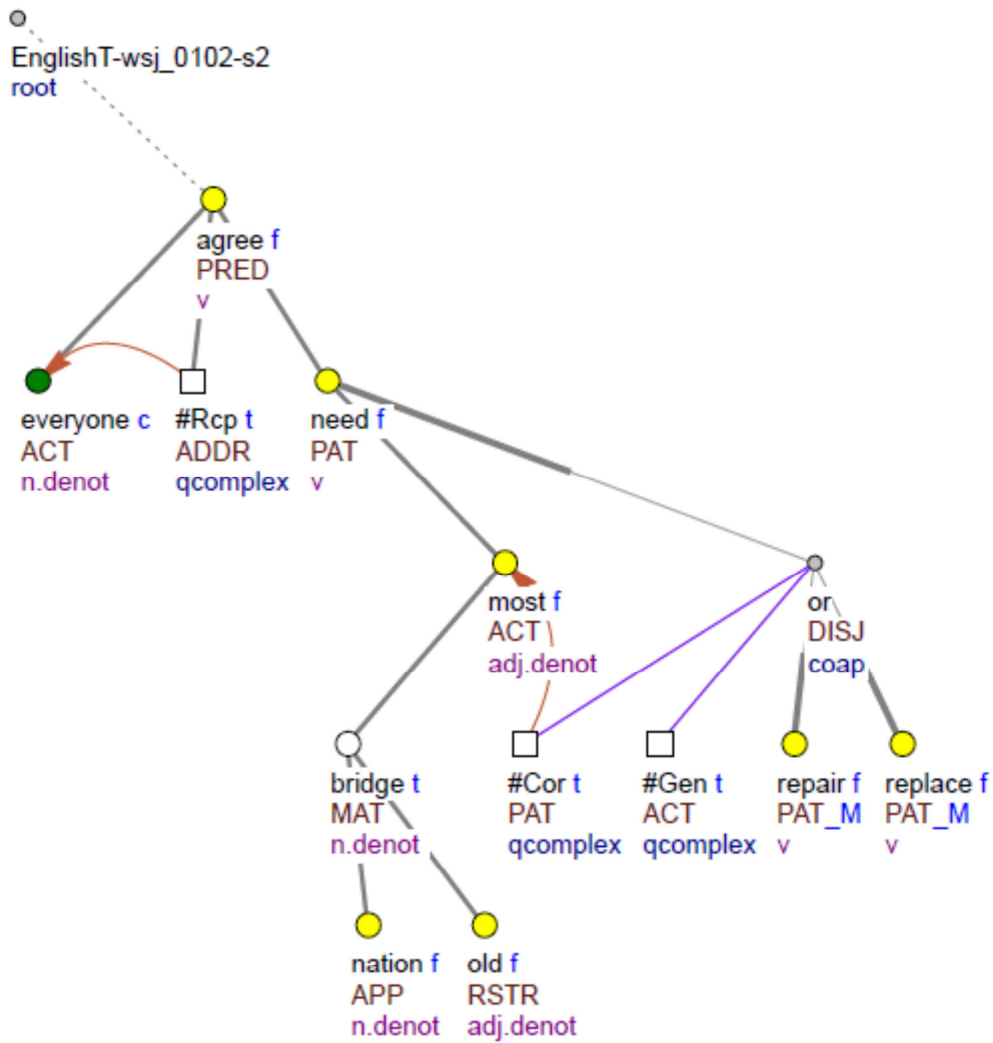 EnglishT-wsj_0102-s2
root
agree f
PRED
v
everyone c
ACT
n.denot
#Rcp t
ADDR
qcomplex
need f
PAT
v
most f
ACT
adj.denot
or
DISJ
coap
bridge t
MAT
n.denot
#Cor t
PAT
qcomplex
#Gen t
ACT
qcomplex
repair f
PAT_M
v
replace f
PAT_M
v
nation f
APP
n.denot
old f
RSTR
adj.denot